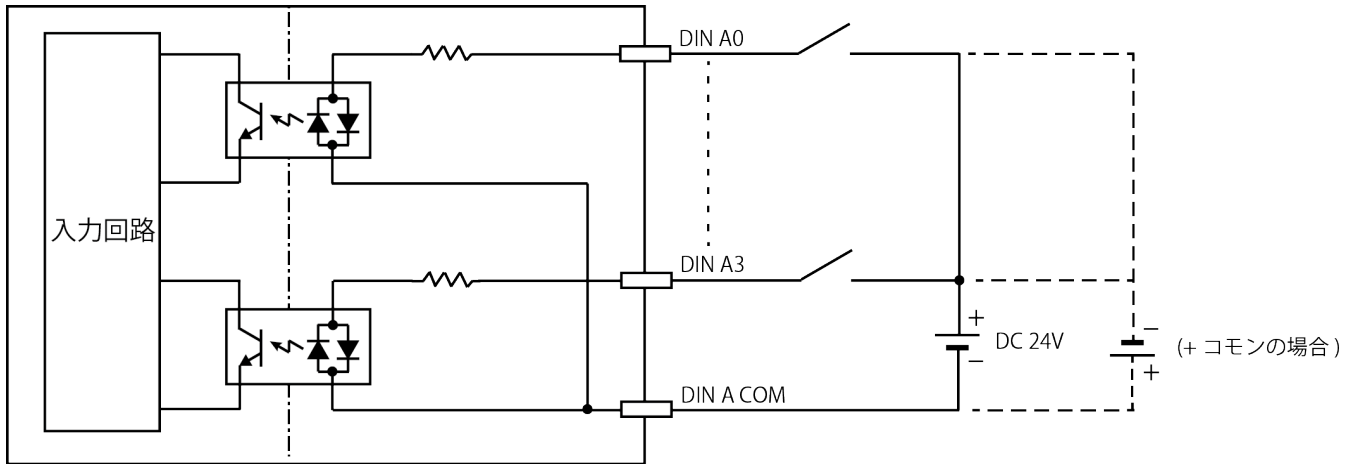 DIN A0
入力回路
DIN A3
+
DC 24V
−
−
(+ コモンの場合 )
+
DIN A COM